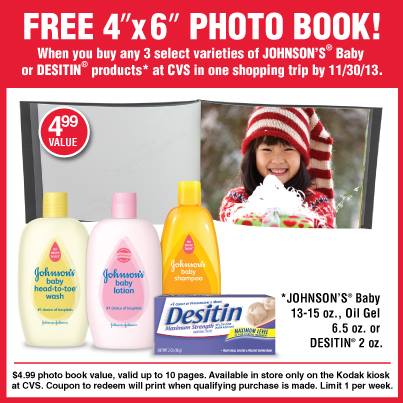 FREE 4"x6" PHOTO BOOK!
When you buy any 3 select varieties of JOHNSON'S® Baby
or DESITIN® products* at CVS in one shopping trip by 11/30/13.
4.99
VALUE
Johnson's
baby
head-to-toe®
wash
Johnson's
baby
lotion
Johnson's
baby
shampoo
Desitin
Maximum Strength
MAXIMUM LEVEL
*JOHNSON'S® Baby
13-15 oz., Oil Gel
6.5 oz. or
DESITIN® 2 oz.
$4.99 photo book value, valid up to 10 pages. Available in store only on the Kodak kiosk
at CVS. Coupon to redeem will print when qualifying purchase is made. Limit 1 per week.